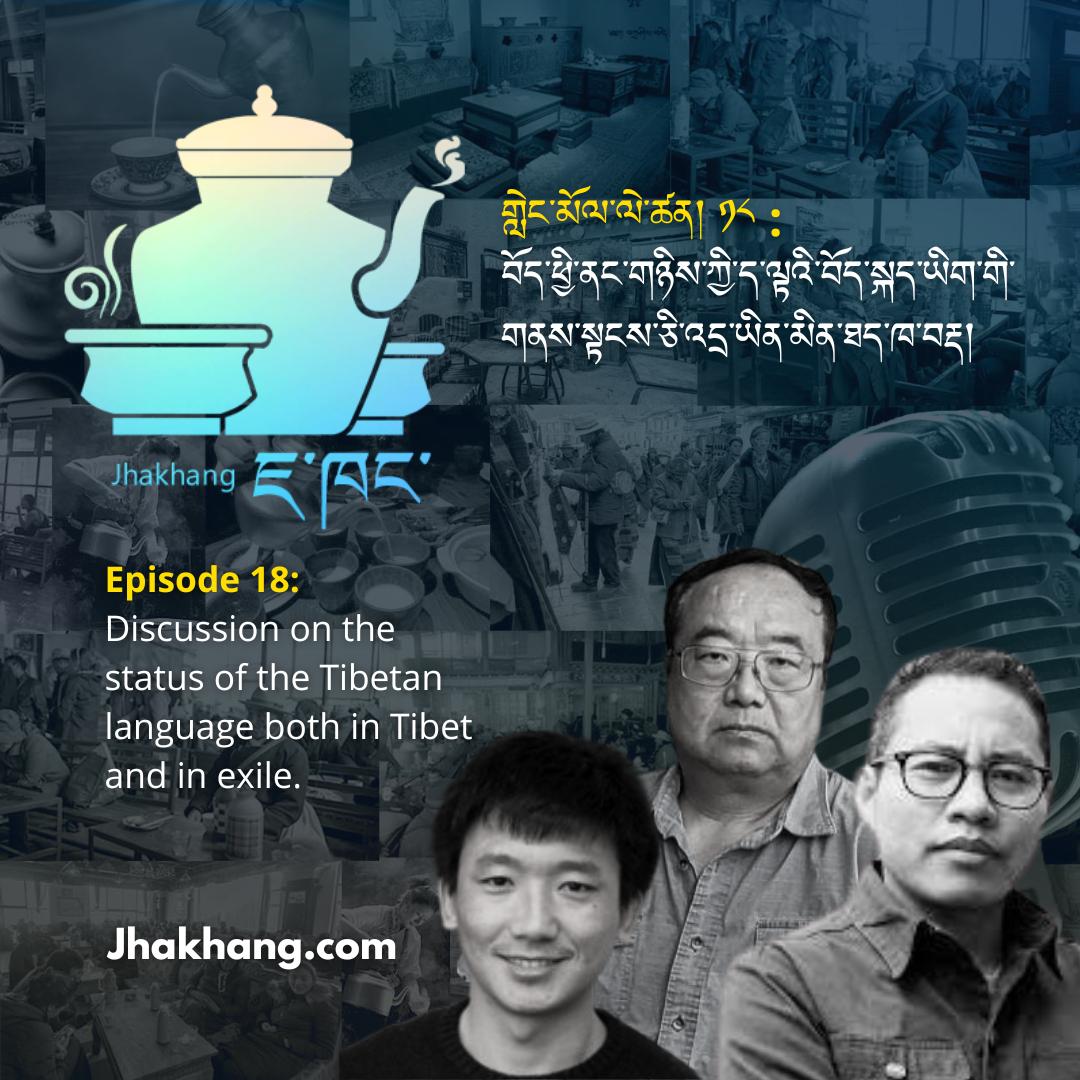 གླེང་མོལ་ལེ་ཚན། ༡༨ :
བོད་ཕྱི་ནང་གཉིས་ཀྱི་ད་ལྟའི་བོད་སྐད་ཡིག་གི་
གནས་སྟངས་ཅི་འདྲ་ཡིན་མིན་ཐད་ཁ་བརྡ།
Jhakhang ཇ་ཁང་
Episode 18:
Discussion on the
status of the Tibetan
language both in Tibet
and in exile.
Jhakhang.com